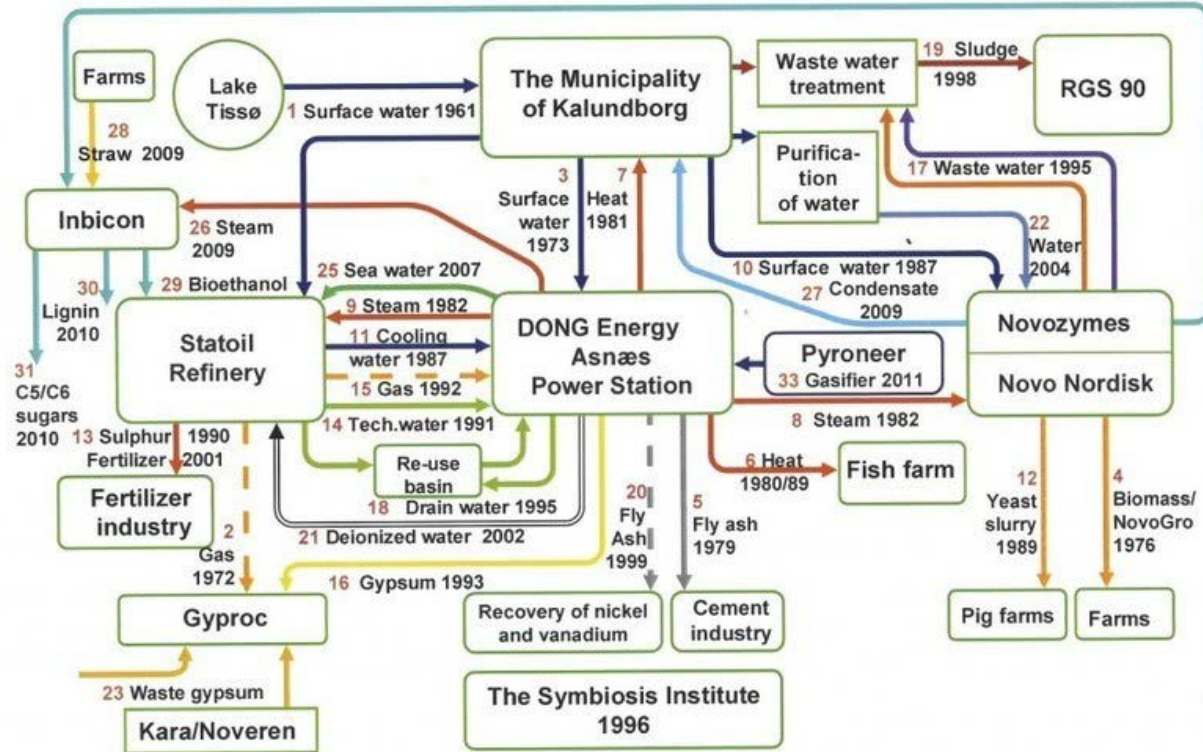 Farms
Lake
Tissø
The Municipality
of Kalundborg
Waste water
treatment
19 Sludge
1998
RGS 90
1 Surface water 1961
28
Straw 2009
Purifica-
tion
of water
17 Waste water 1995
Inbicon
26 Steam
2009
3
Surface
water
1973
7
Heat
1981
22
Water
2004
10 Surface water 1987
27 Condensate
2009
25 Sea water 2007
29 Bioethanol
30
Lignin
2010
9 Steam 1982
Statoil
Refinery
11 Cooling
water 1987
DONG Energy
Asnæs
Power Station
Pyroneer
33 Gasifier 2011
Novozymes
Novo Nordisk
31
C5/C6
sugars
2010
15 Gas 1992
14 Tech.water 1991
8 Steam 1982
13 Sulphur 1990
Fertilizer 2001
Fertilizer
industry
Re-use
basin
18 Drain water 1995
21 Deionized water 2002
6 Heat
1980/89
Fish farm
2
Gas
1972
16 Gypsum 1993
20
Fly
Ash
1999
5
Fly ash
1979
12
Yeast
slurry
1989
4
Biomass/
NovoGro
1976
Gyproc
Recovery of nickel
and vanadium
Cement
industry
Pig farms
Farms
23 Waste gypsum
Kara/Noveren
The Symbiosis Institute
1996